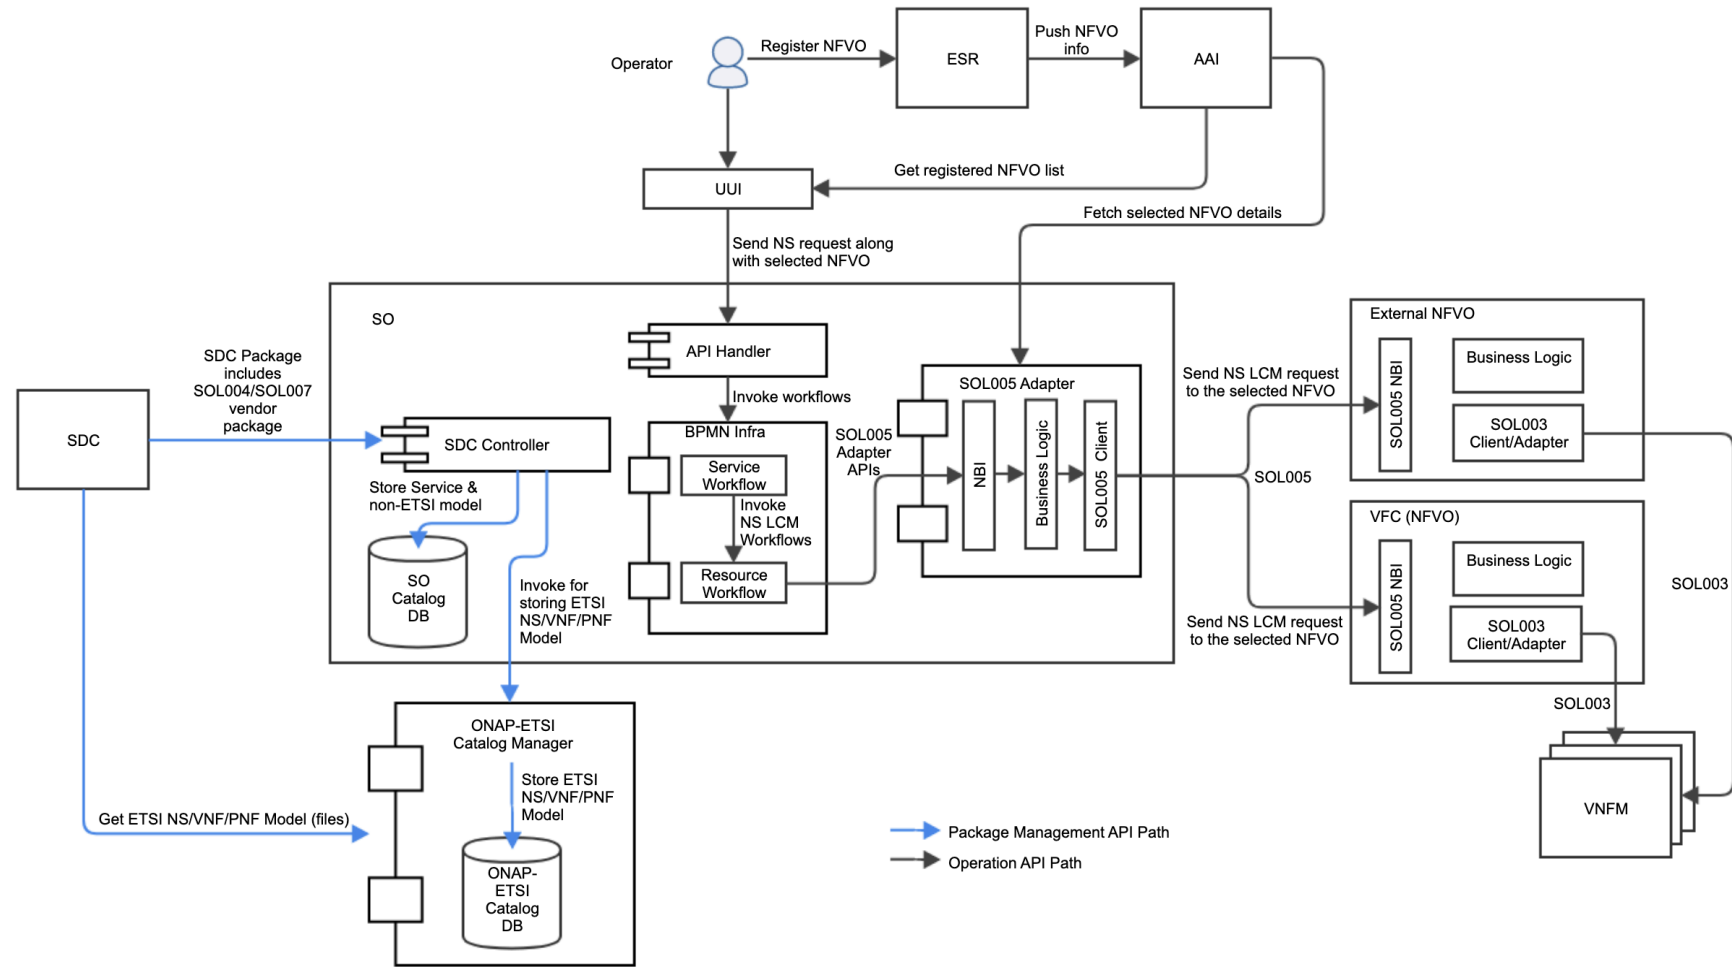 Operator
Register NFVO
ESR
Push NFVO
info
AAI
UUI
Get registered NFVO list
Fetch selected NFVO details
Send NS request along
with selected NFVO
SO
API Handler
Invoke workflows
SDC
SDC Package
includes
SOL004/SOL007
vendor
package
SDC Controller
Store Service &
non-ETSI model
SO
Catalog
DB
Invoke for
storing ETSI
NS/VNF/PNF
Model
BPMN Infra
Service
Workflow
Invoke
NS LCM
Workflows
Resource
Workflow
SOL005
Adapter
APIs
SOL005 Adapter
NBI
Business Logic
SOL005 Client
Send NS LCM request
to the selected NFVO
SOL005
Send NS LCM request
to the selected NFVO
External NFVO
SOL005 NBI
Business Logic
SOL003
Client/Adapter
VFC (NFVO)
SOL005 NBI
Business Logic
SOL003
Client/Adapter
SOL003
SOL003
VNFM
ONAP-ETSI
Catalog Manager
Store ETSI
NS/VNF/PNF
Model
ONAP-
ETSI
Catalog
DB
Get ETSI NS/VNF/PNF Model (files)
Package Management API Path
Operation API Path